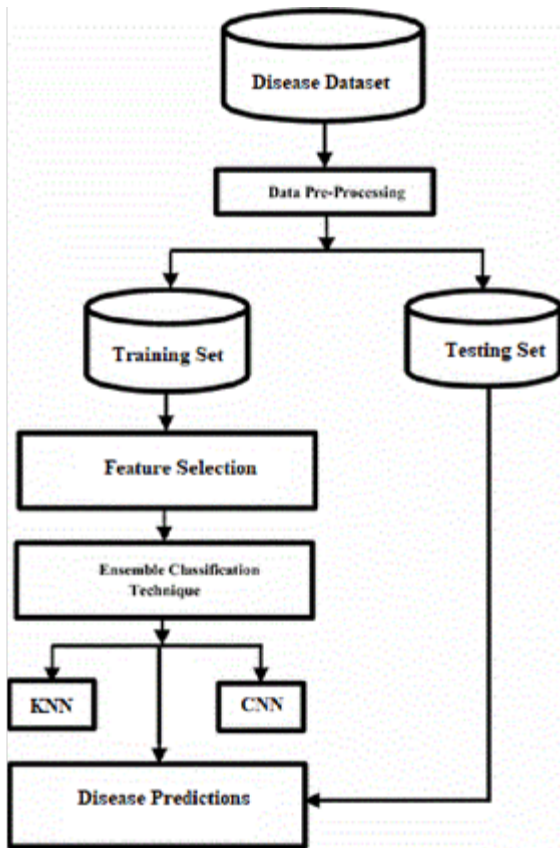 Disease Dataset
Data Pre-Processing
Training Set
Testing Set
Feature Selection
Ensemble Classification
Technique
KNN
CNN
Disease Predictions